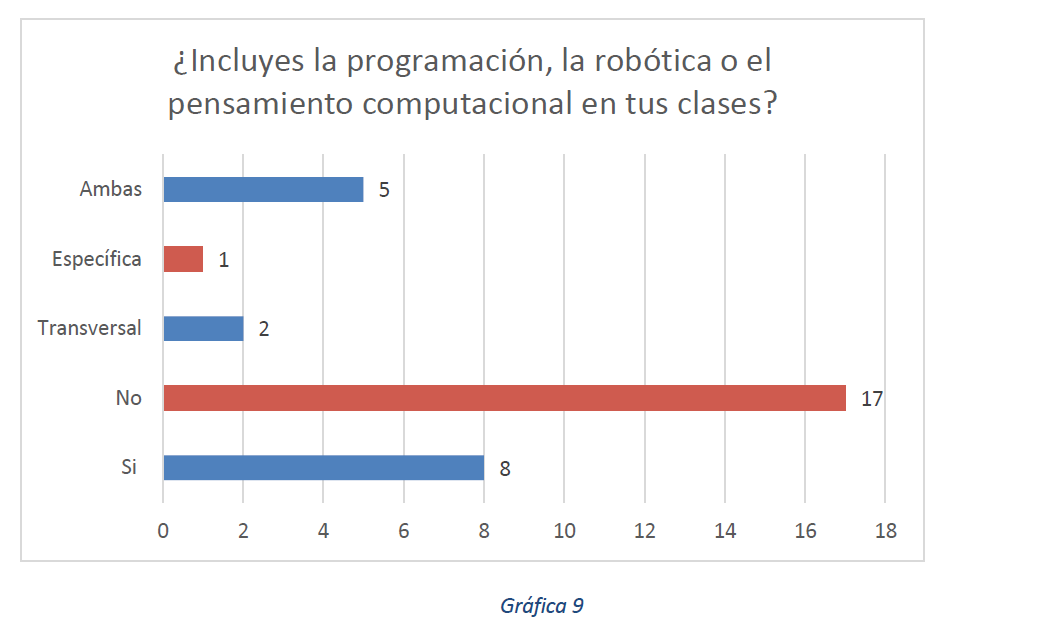 ¿Incluyes la programación, la robótica o el
pensamiento computacional en tus clases?
Ambas 5
Específica 1
Transversal 2
No 17
Si 8
0 2 4 6 8 10 12 14 16 18
Gráfica 9